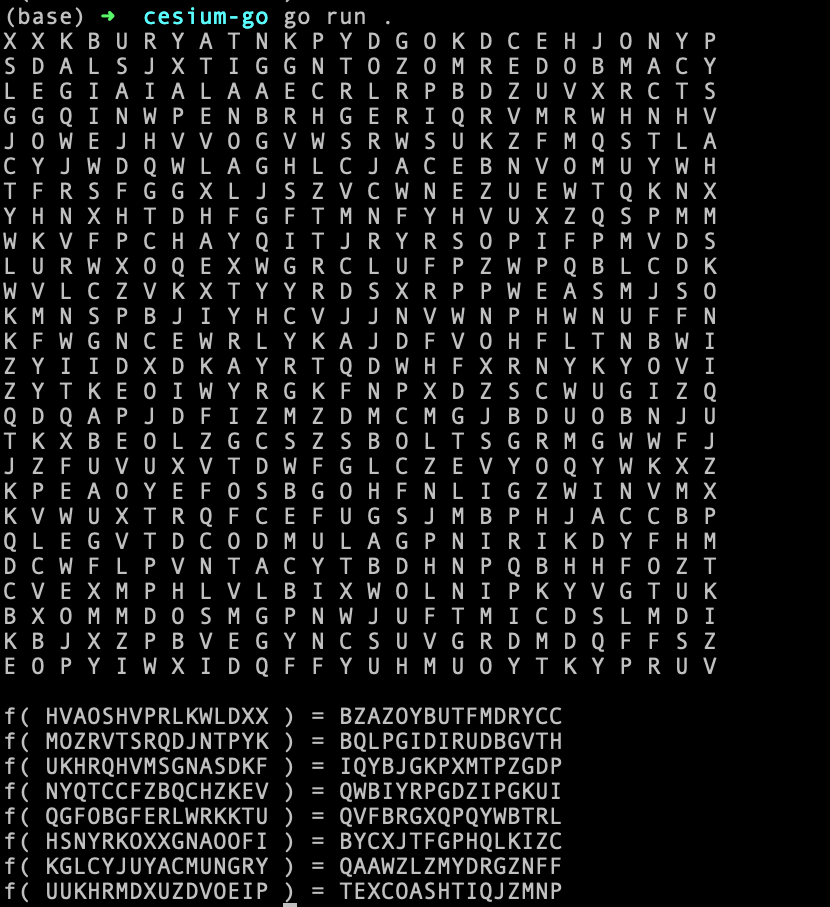 (base) ➜  cesium-go go run .
X X K B U R Y A T N K P Y D G O K D C E H J O N Y P
S D A L S J X T I G G N T O Z O M R E D O B M A C Y
L E G I A I A L A A E C R L R P B D Z U V X R C T S
G G Q I N W P E N B R H G E R I Q R V M R W H N H V
J O W E J H V V O G V W S R W S U K Z F M Q S T L A
C Y J W D Q W L A G H L C J A C E B N V O M U Y W H
T F R S F G G X L J S Z V C W N E Z U E W T Q K N X
Y H N X H T D H F G F T M N F Y H V U X Z Q S P M M
W K V F P C H A Y Q I T J R Y R S O P I F P M V D S
L U R W X O Q E X W G R C L U F P Z W P Q B L C D K
W V L C Z V K X T Y Y R D S X R P P W E A S M J S O
K M N S P B J I Y H C V J J N V W N P H W N U F F N
K F W G N C E W R L Y K A J D F V O H F L T N B W I
Z Y I I D X D K A Y R T Q D W H F X R N Y K Y O V I
Z Y T K E O I W Y R G K F N P X D Z S C W U G I Z Q
Q D Q A P J D F I Z M Z D M C M G J B D U O B N J U
T K X B E O L Z G C S Z S B O L T S G R M G W W F J
J Z F U V U X V T D W F G L C Z E V Y O Q Y W K X Z
K P E A O Y E F O S B G O H F N L I G Z W I N V M X
K V W U X T R Q F C E F U G S J M B P H J A C C B P
Q L E G V T D C O D M U L A G P N I R I K D Y F H M
D C W F L P V N T A C Y T B D H N P Q B H H F O Z T
C V E X M P H L V L B I X W O L N I P K Y V G T U K
B X O M M D O S M G P N W J U F T M I C D S L M D I
K B J X Z P B V E G Y N C S U V G R D M D Q F F S Z
E O P Y I W X I D Q F F Y U H M U O Y T K Y P R U V
f( HVAOSHVPRLKWLDXX ) = BZAZOYBUTFMDRYCC
f( MOZRVTSRQDJNTPYK ) = BQLPGIDIRUDBGVTH
f( UKHRQHVMSGNASDKF ) = IQYBJGKPXMTPZGDP
f( NYQTCCFZBQCHZKEV ) = QWBIYRPGDZIPGKUI
f( QGFOBGFERLWRKKTU ) = QVFBRGXQPQYWBTRL
f( HSNYRKOXXGNAOOFI ) = BYCXJTFGPHQLKIZC
f( KGLCYJUYACMUNGRY ) = QAAWZLZMYDRGZNFF
f( UUKHRMDXUZDVOEIP ) = TEXCOASHTIQJZMNP